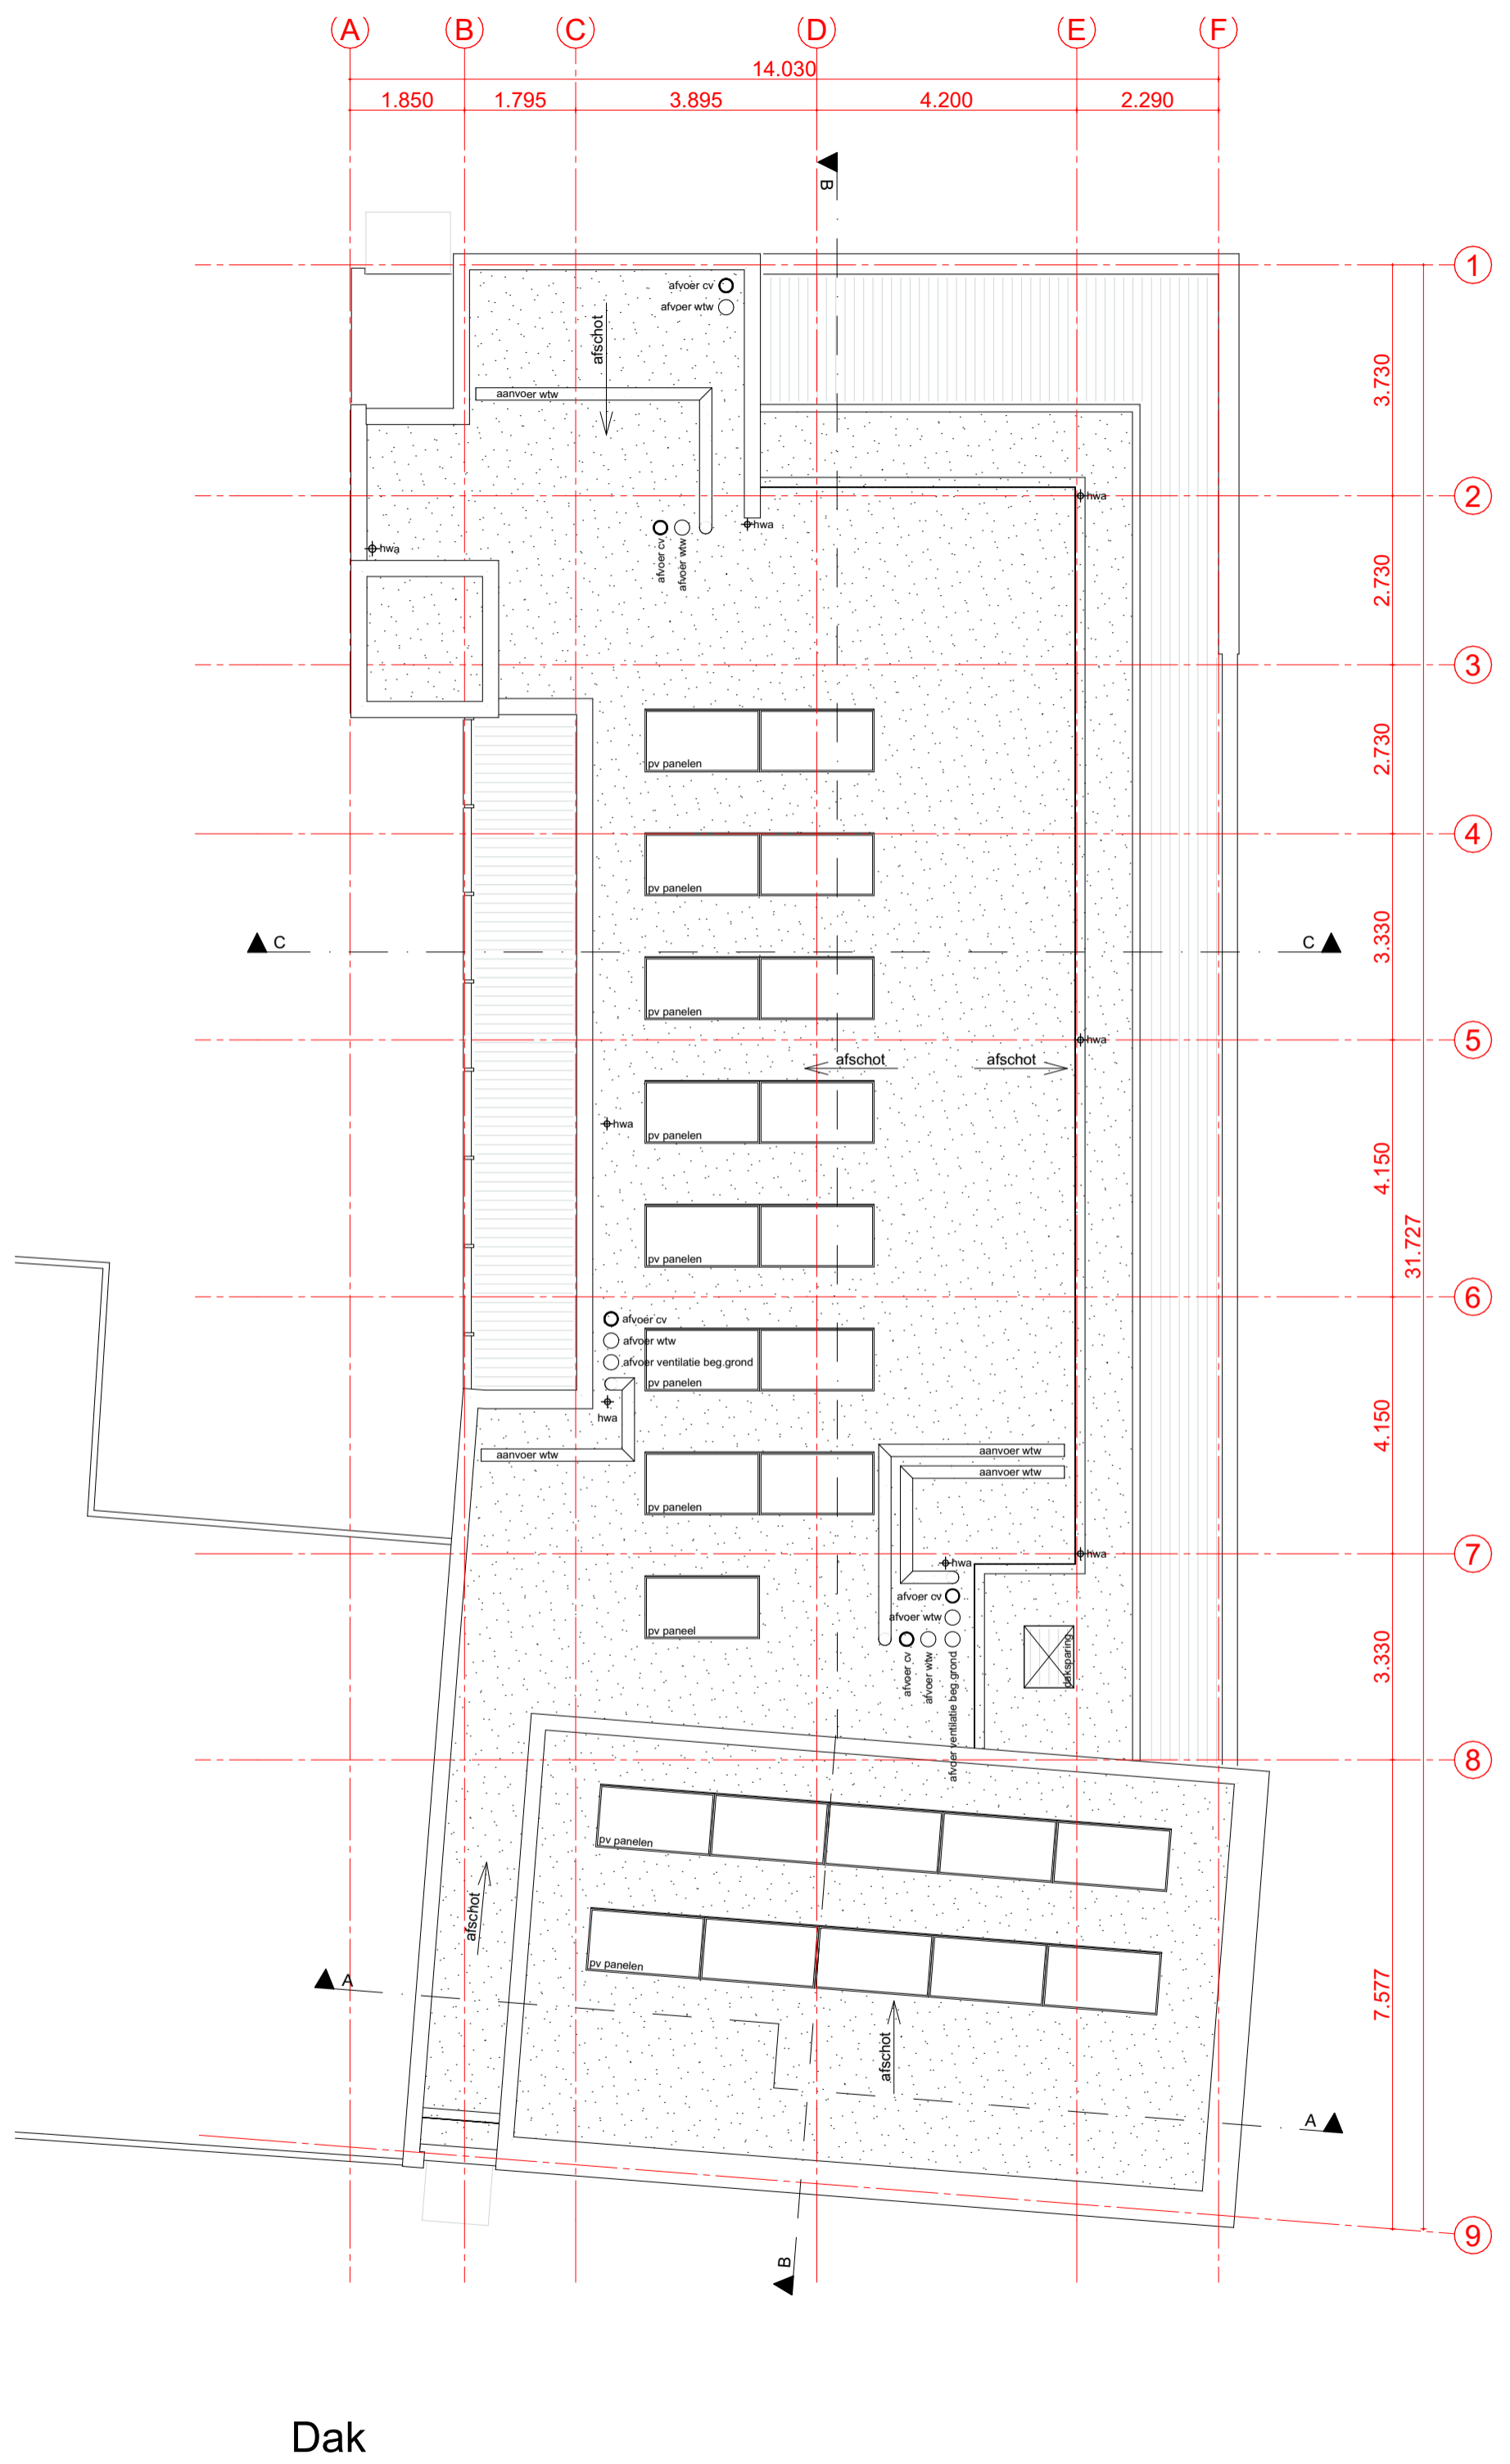 A B C D E F
14.030
1.850 1.795 3.895 4.200 2.290
B
1
afvoer cv
afvoer wtw
afschot
3.730
aanvoer wtw
2
hwa
hwa
hwa
afvoer cv
afvoer wtw
2.730
3
pv panelen
2.730
4
pv panelen
C
C
3.330
pv panelen
5
hwa
afschot
afschot
hwa
pv panelen
4.150
31.727
pv panelen
6
afvoer cv
afvoer wtw
afvoer ventilatie beg.grond
pv panelen
hwa
4.150
aanvoer wtw
aanvoer wtw
aanvoer wtw
pv panelen
7
hwa
hwa
afvoer cv
afvoer wtw
pv paneel
afvoer cv
afvoer wtw
afvoer ventilatie beg.grond
daksparing
3.330
8
pv panelen
afschot
pv panelen
A
afschot
7.577
A
9
B
Dak